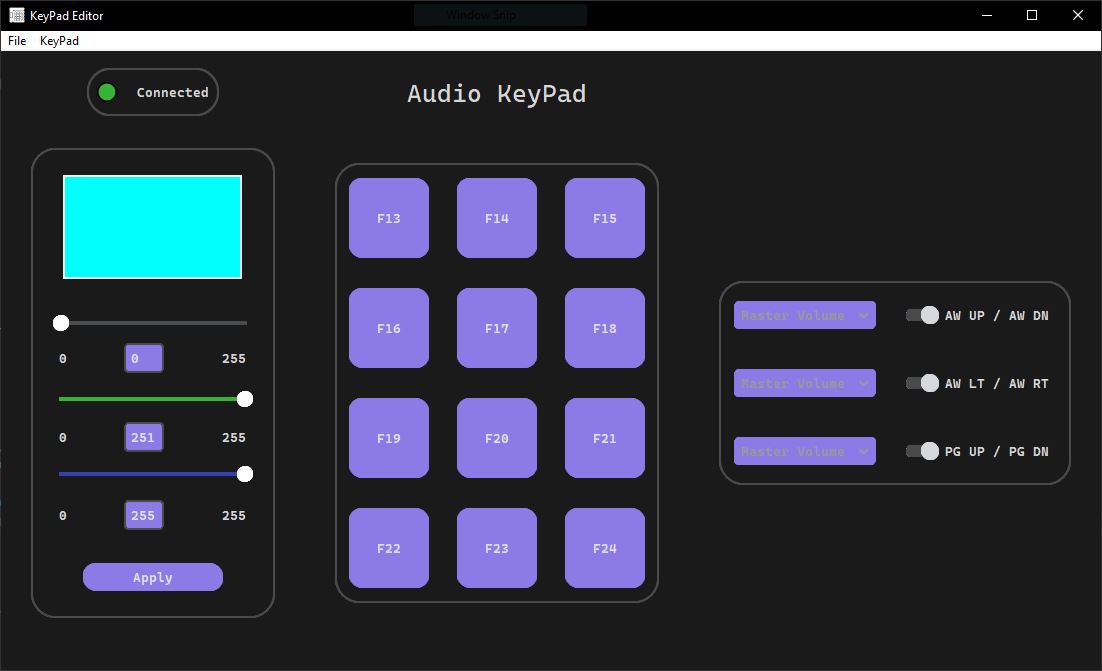 KeyPad Editor
Window Snip
File KeyPad
Connected
Audio KeyPad
F13 F14 F15
Master Volume AW UP / AW DN
F16 F17 F18
0 0 255
Master Volume AW LT / AW RT
0 251 255
F19 F20 F21
Master Volume PG UP / PG DN
0 255 255
F22 F23 F24
Apply